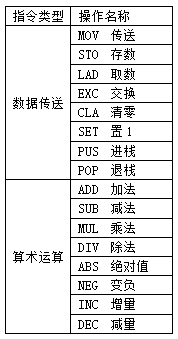 指令类型 操作名称
数据传送
MOV 传送
STO 存数
LAD 取数
EXC 交换
CLA 清零
SET 置1
PUS 进栈
POP 退栈
算术运算
ADD 加法
SUB 减法
MUL 乘法
DIV 除法
ABS 绝对值
NEG 变负
INC 增量
DEC 减量